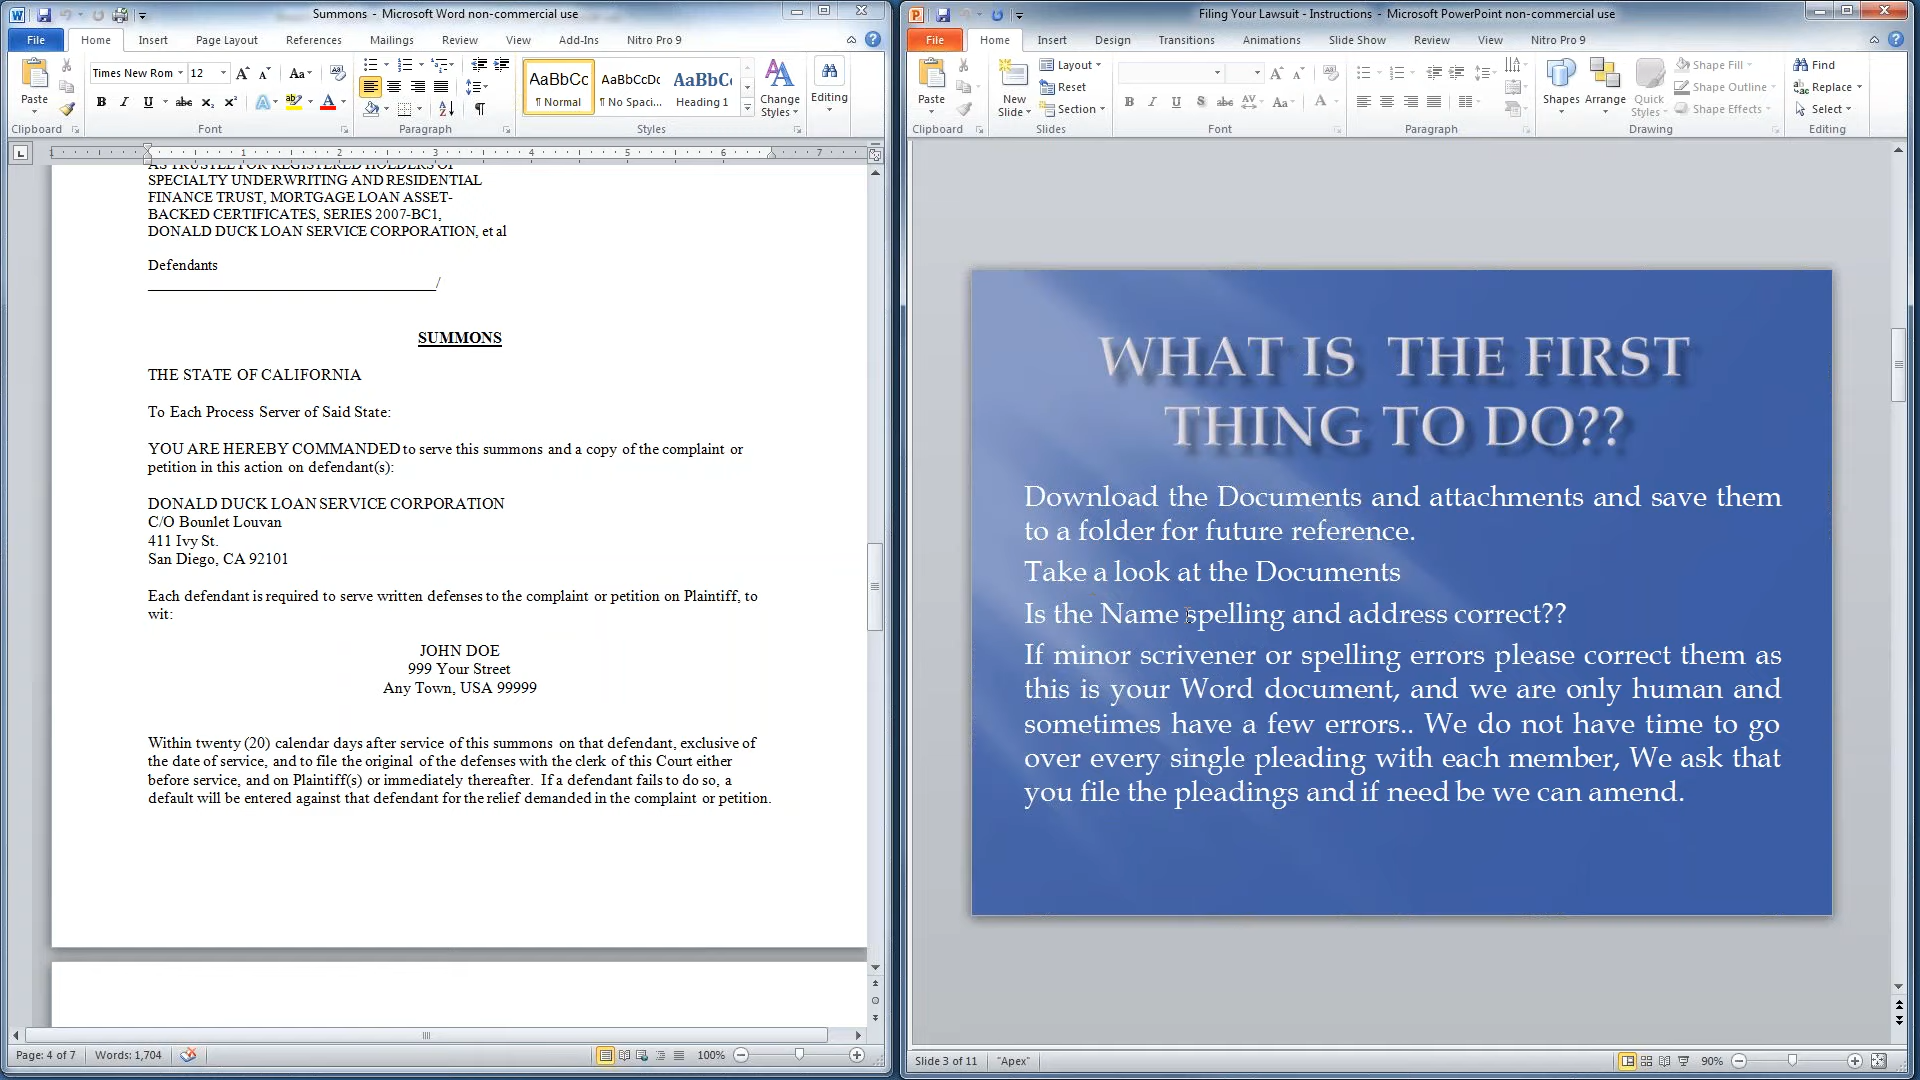 Summons - Microsoft Word non-commercial use
File Home Insert Page Layout References Mailings Review View Add-Ins Nitro Pro 9
Paste
Times New Rom 12
AaBbCc AaBbCcDc AaBbC
¶ Normal ¶ No Spaci... Heading 1
Change Styles
Editing
Clipboard Font Paragraph Styles
1 1 2 3 4 5 6 7
AS TRUSTEE FOR REGISTERED HOLDERS OF
SPECIALTY UNDERWRITING AND RESIDENTIAL
FINANCE TRUST, MORTGAGE LOAN ASSET-
BACKED CERTIFICATES, SERIES 2007-BC1,
DONALD DUCK LOAN SERVICE CORPORATION, et al
Defendants
______________________________________/
SUMMONS
THE STATE OF CALIFORNIA
To Each Process Server of Said State:
YOU ARE HEREBY COMMANDED to serve this summons and a copy of the complaint or
petition in this action on defendant(s):
DONALD DUCK LOAN SERVICE CORPORATION
C/O Bounlet Louvan
411 Ivy St.
San Diego, CA 92101
Each defendant is required to serve written defenses to the complaint or petition on Plaintiff, to
wit:
JOHN DOE
999 Your Street
Any Town, USA 99999
Within twenty (20) calendar days after service of this summons on that defendant, exclusive of
the date of service, and to file the original of the defenses with the clerk of this Court either
before service, and on Plaintiff(s) or immediately thereafter. If a defendant fails to do so, a
default will be entered against that defendant for the relief demanded in the complaint or petition.
Page: 4 of 7 Words: 1,704 100%
Filing Your Lawsuit - Instructions - Microsoft PowerPoint non-commercial use
File Home Insert Design Transitions Animations Slide Show Review View Nitro Pro 9
Paste
New Slide
Layout
Reset
Section
Shapes Arrange Quick Styles
Shape Fill
Shape Outline
Shape Effects
Find
Replace
Select
Clipboard Slides Font Paragraph Drawing Editing
WHAT IS THE FIRST
THING TO DO??
Download the Documents and attachments and save them
to a folder for future reference.
Take a look at the Documents
Is the Name spelling and address correct??
If minor scrivener or spelling errors please correct them as
this is your Word document, and we are only human and
sometimes have a few errors.. We do not have time to go
over every single pleading with each member, We ask that
you file the pleadings and if need be we can amend.
Slide 3 of 11 "Apex" 90%